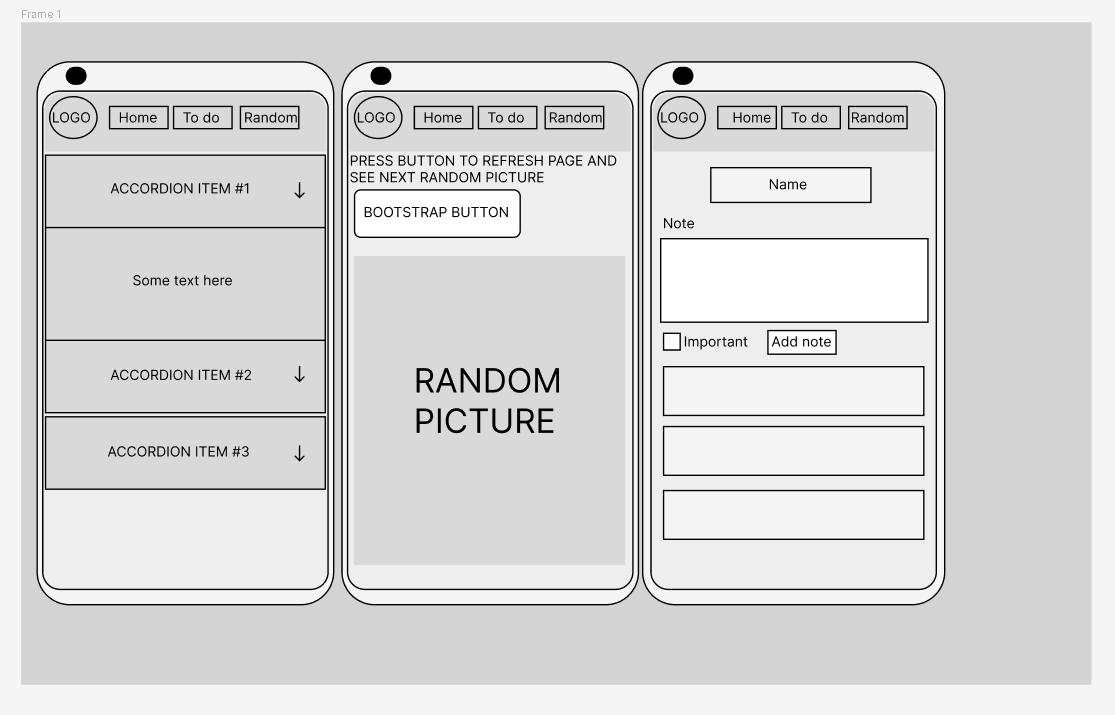 Frame 1
LOGO Home To do Random
ACCORDION ITEM #1 ↓
Some text here
ACCORDION ITEM #2 ↓
ACCORDION ITEM #3 ↓
LOGO Home To do Random
PRESS BUTTON TO REFRESH PAGE AND
SEE NEXT RANDOM PICTURE
BOOTSTRAP BUTTON
RANDOM
PICTURE
LOGO Home To do Random
Name
Note
Important Add note